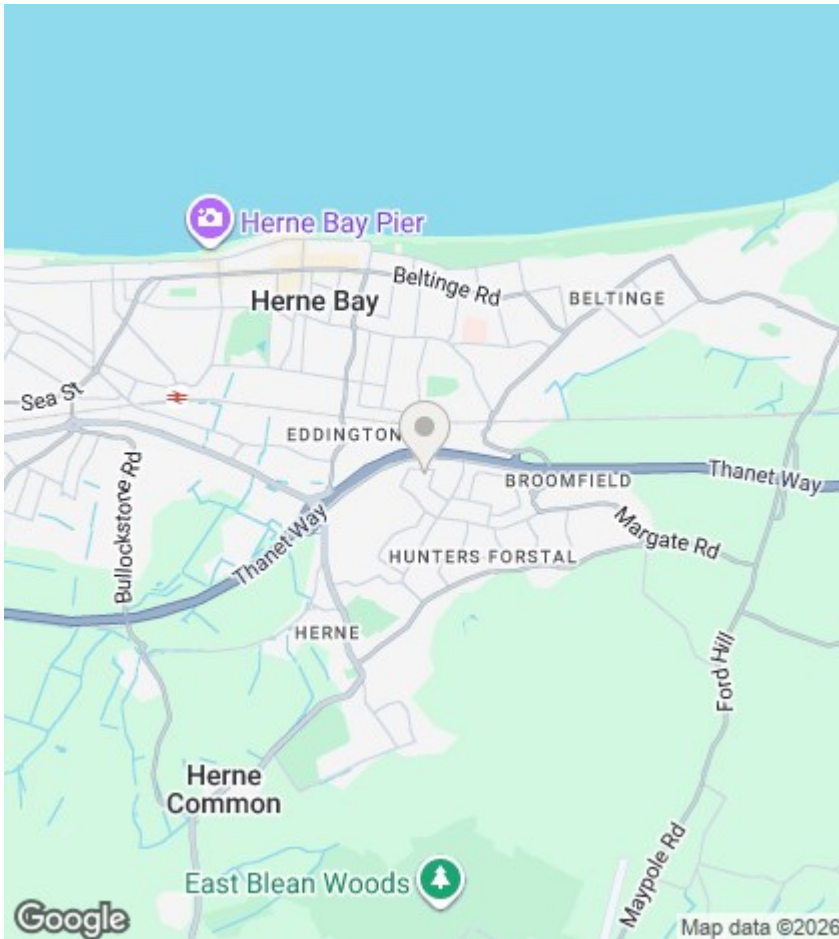 Herne Bay Pier
Beltinge Rd
BELTINGE
Herne Bay
Sea St
EDDINGTON
Thanet Way
BROOMFIELD
Bullockstone Rd
Margate Rd
HUNTERS FORSTAL
Thanet Way
HERNE
Ford Hill
Herne
Common
East Blean Woods
Maypole Rd
Google
Map data ©2026